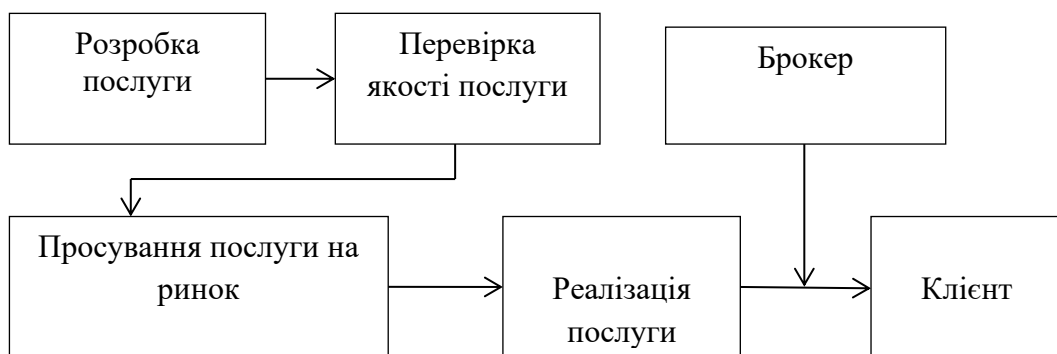 Розробка
послуги
Перевірка
якості послуги
Брокер
Просування послуги на
ринок
Реалізація
послуги
Клієнт